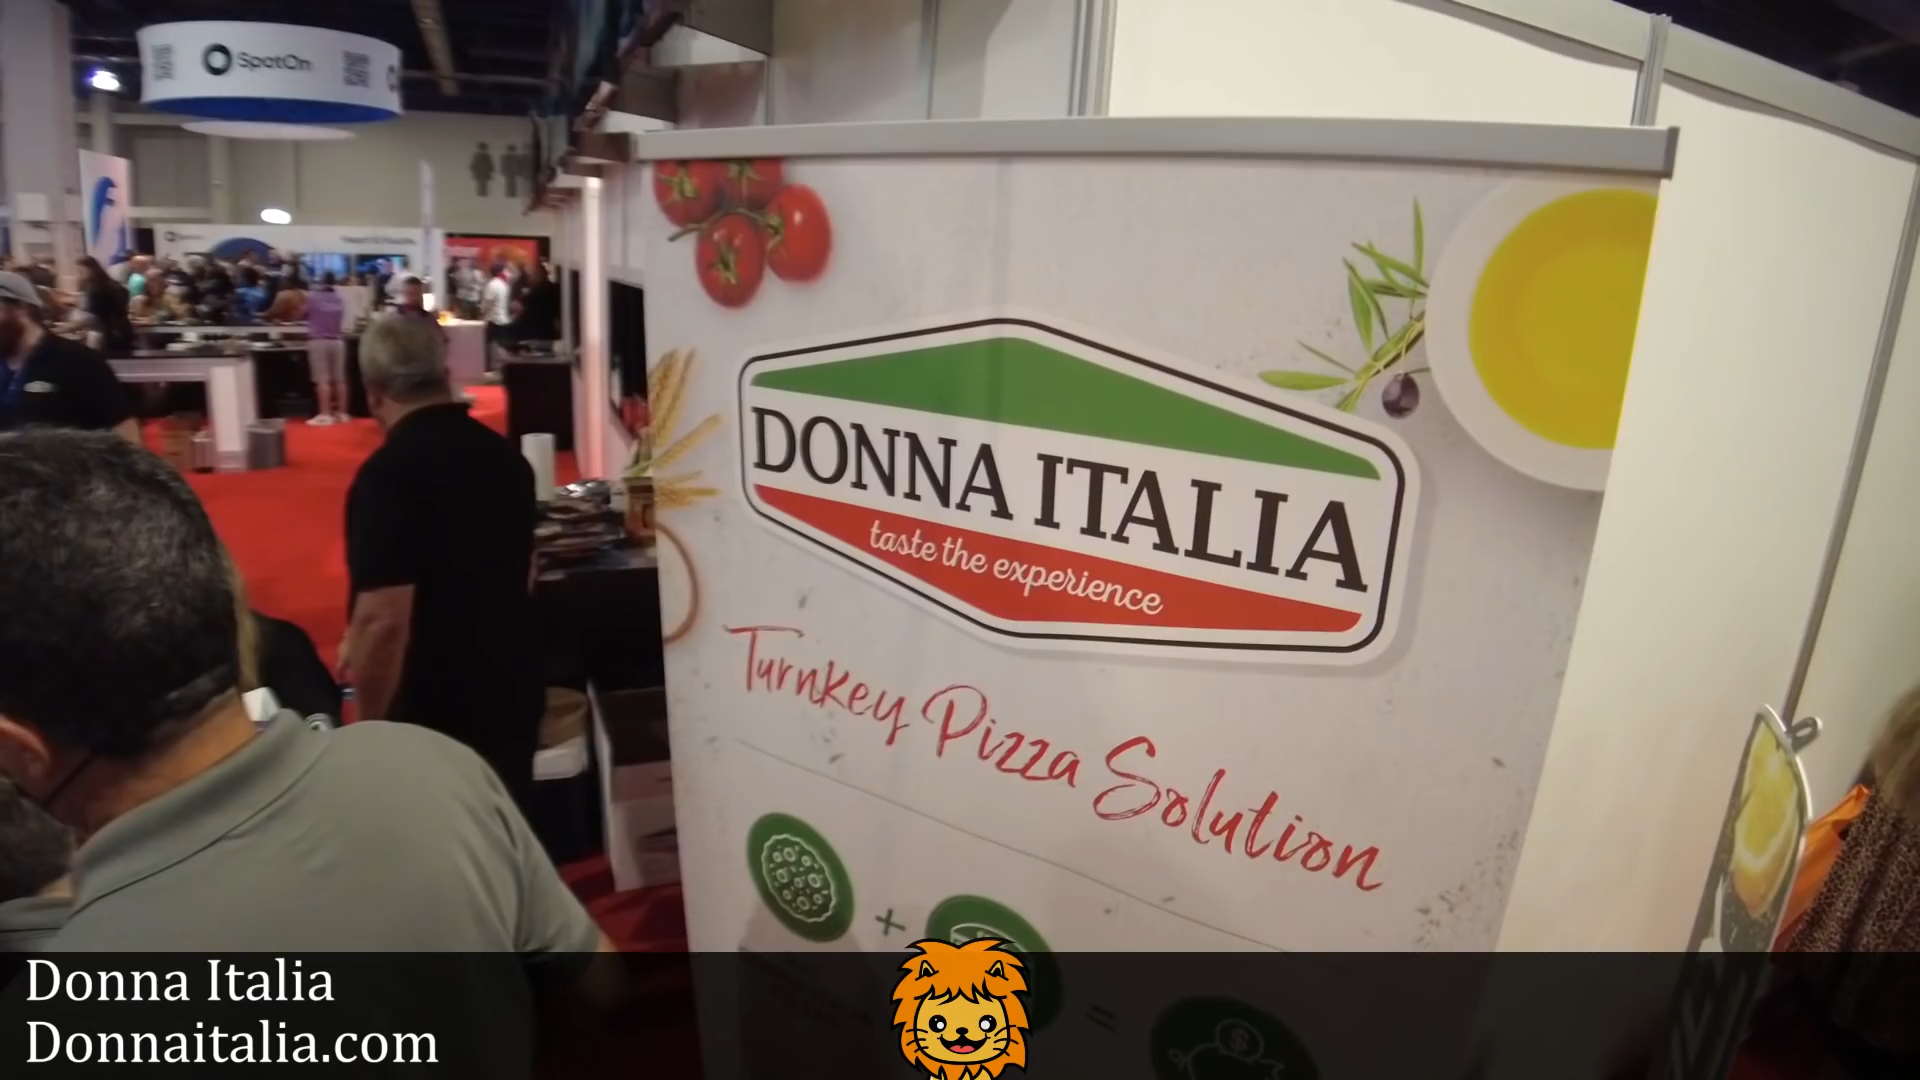 SpotOn
DONNA ITALIA
taste the experience
Turnkey Pizza Solution
+
=
$
Donna Italia
Donnaitalia.com